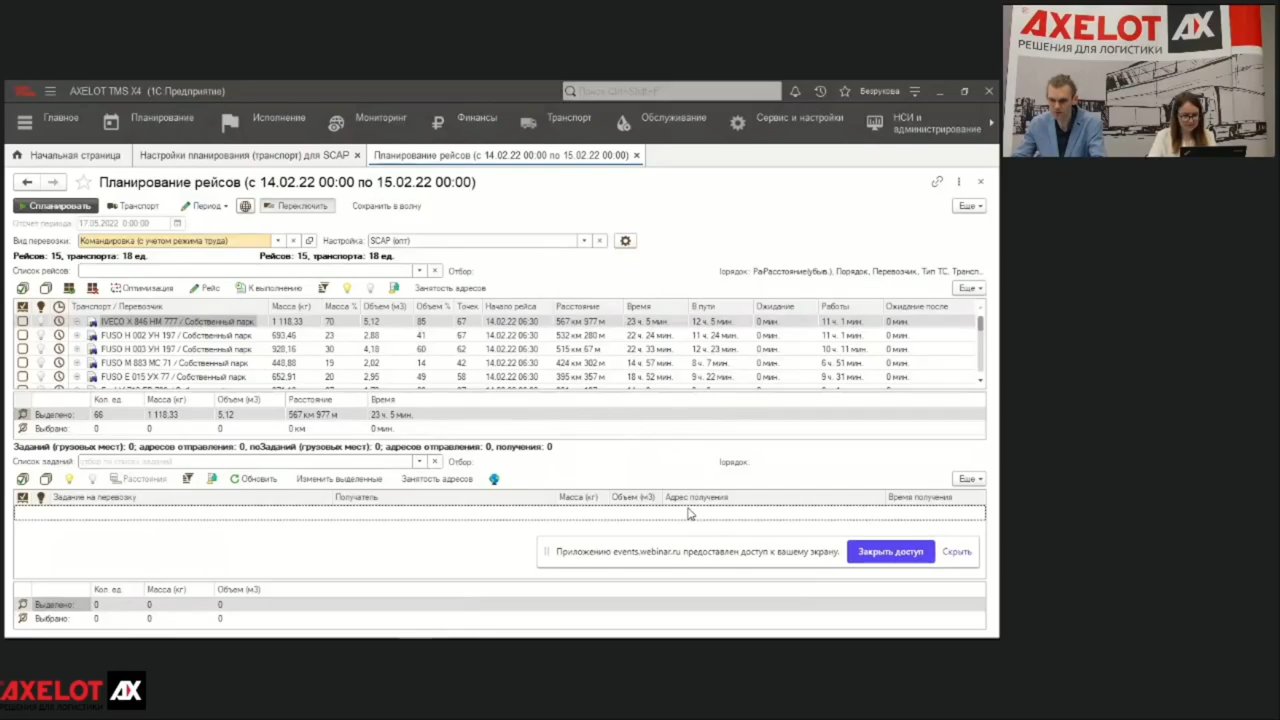 AXELOT AX
РЕШЕНИЯ ДЛЯ ЛОГИСТИКИ
AXELOT TMS X4 (1С:Предприятие)
Поиск Ctrl+Shift+F
Безрукова
Главное
Планирование
Исполнение
Мониторинг
Финансы
Транспорт
Обслуживание
Сервис и настройки
НСИ и администрирование
Начальная страница
Настройки планирования (транспорт) для SCAP ×
Планирование рейсов (с 14.02.22 00:00 по 15.02.22 00:00) ×
Планирование рейсов (с 14.02.22 00:00 по 15.02.22 00:00)
Спланировать Транспорт Период Переключить Сохранить в волну Еще
Отсчет периода: 17.05.2022 0:00:00
Вид перевозки: Командировка (с учетом режима труда) Настройка: SCAP (опт)
Рейсов: 15, транспорта: 18 ед. Рейсов: 15, транспорта: 18 ед.
Список рейсов: Отбор:
Оптимизация Рейс К выполнению Занятость адресов Еще
Транспорт / Перевозчик Масса (кг) Масса % Объем (м3) Объем % Точек Начало рейса Расстояние Время В пути Ожидание Работы Ожидание после
IVECO Х 846 НМ 777 / Собственный парк 1 118,33 70 5,12 85 67 14.02.22 06:30 567 км 977 м 23 ч. 5 мин. 12 ч. 5 мин. 0 мин. 11 ч. 1 мин. 0 мин.
FUSO Н 002 УН 197 / Собственный парк 693,46 23 2,88 41 67 14.02.22 06:30 532 км 280 м 22 ч. 24 мин. 11 ч. 24 мин. 0 мин. 11 ч. 1 мин. 0 мин.
FUSO Н 003 УН 197 / Собственный парк 928,16 30 4,18 60 62 14.02.22 06:30 515 км 67 м 22 ч. 33 мин. 12 ч. 23 мин. 0 мин. 10 ч. 11 мин. 0 мин.
FUSO М 883 МС 71 / Собственный парк 448,88 19 2,02 14 42 14.02.22 06:30 424 км 302 м 14 ч. 57 мин. 8 ч. 7 мин. 0 мин. 6 ч. 51 мин. 0 мин.
FUSO Е 015 УХ 77 / Собственный парк 652,91 20 2,95 49 58 14.02.22 06:30 395 км 357 м 18 ч. 52 мин. 9 ч. 22 мин. 0 мин. 9 ч. 31 мин. 0 мин.
Кол. ед. Масса (кг) Объем (м3) Расстояние Время
Выделено: 66 1 118,33 5,12 567 км 977 м 23 ч. 5 мин.
Выбрано: 0 0 0 0 км 0 мин.
Заданий (грузовых мест): 0; адресов отправления: 0, поЗаданий (грузовых мест): 0; адресов отправления: 0, получения: 0
Список заданий: Отбор:
Расстояния Обновить Изменить выделенные Занятость адресов Еще
Задание на перевозку Получатель Масса (кг) Объем (м3) Адрес получения Время получения
Приложению events.webinar.ru предоставлен доступ к вашему экрану. Закрыть доступ Скрыть
Кол. ед. Масса (кг) Объем (м3)
Выделено: 0 0 0
Выбрано: 0 0 0
AXELOT AX
РЕШЕНИЯ ДЛЯ ЛОГИСТИКИ